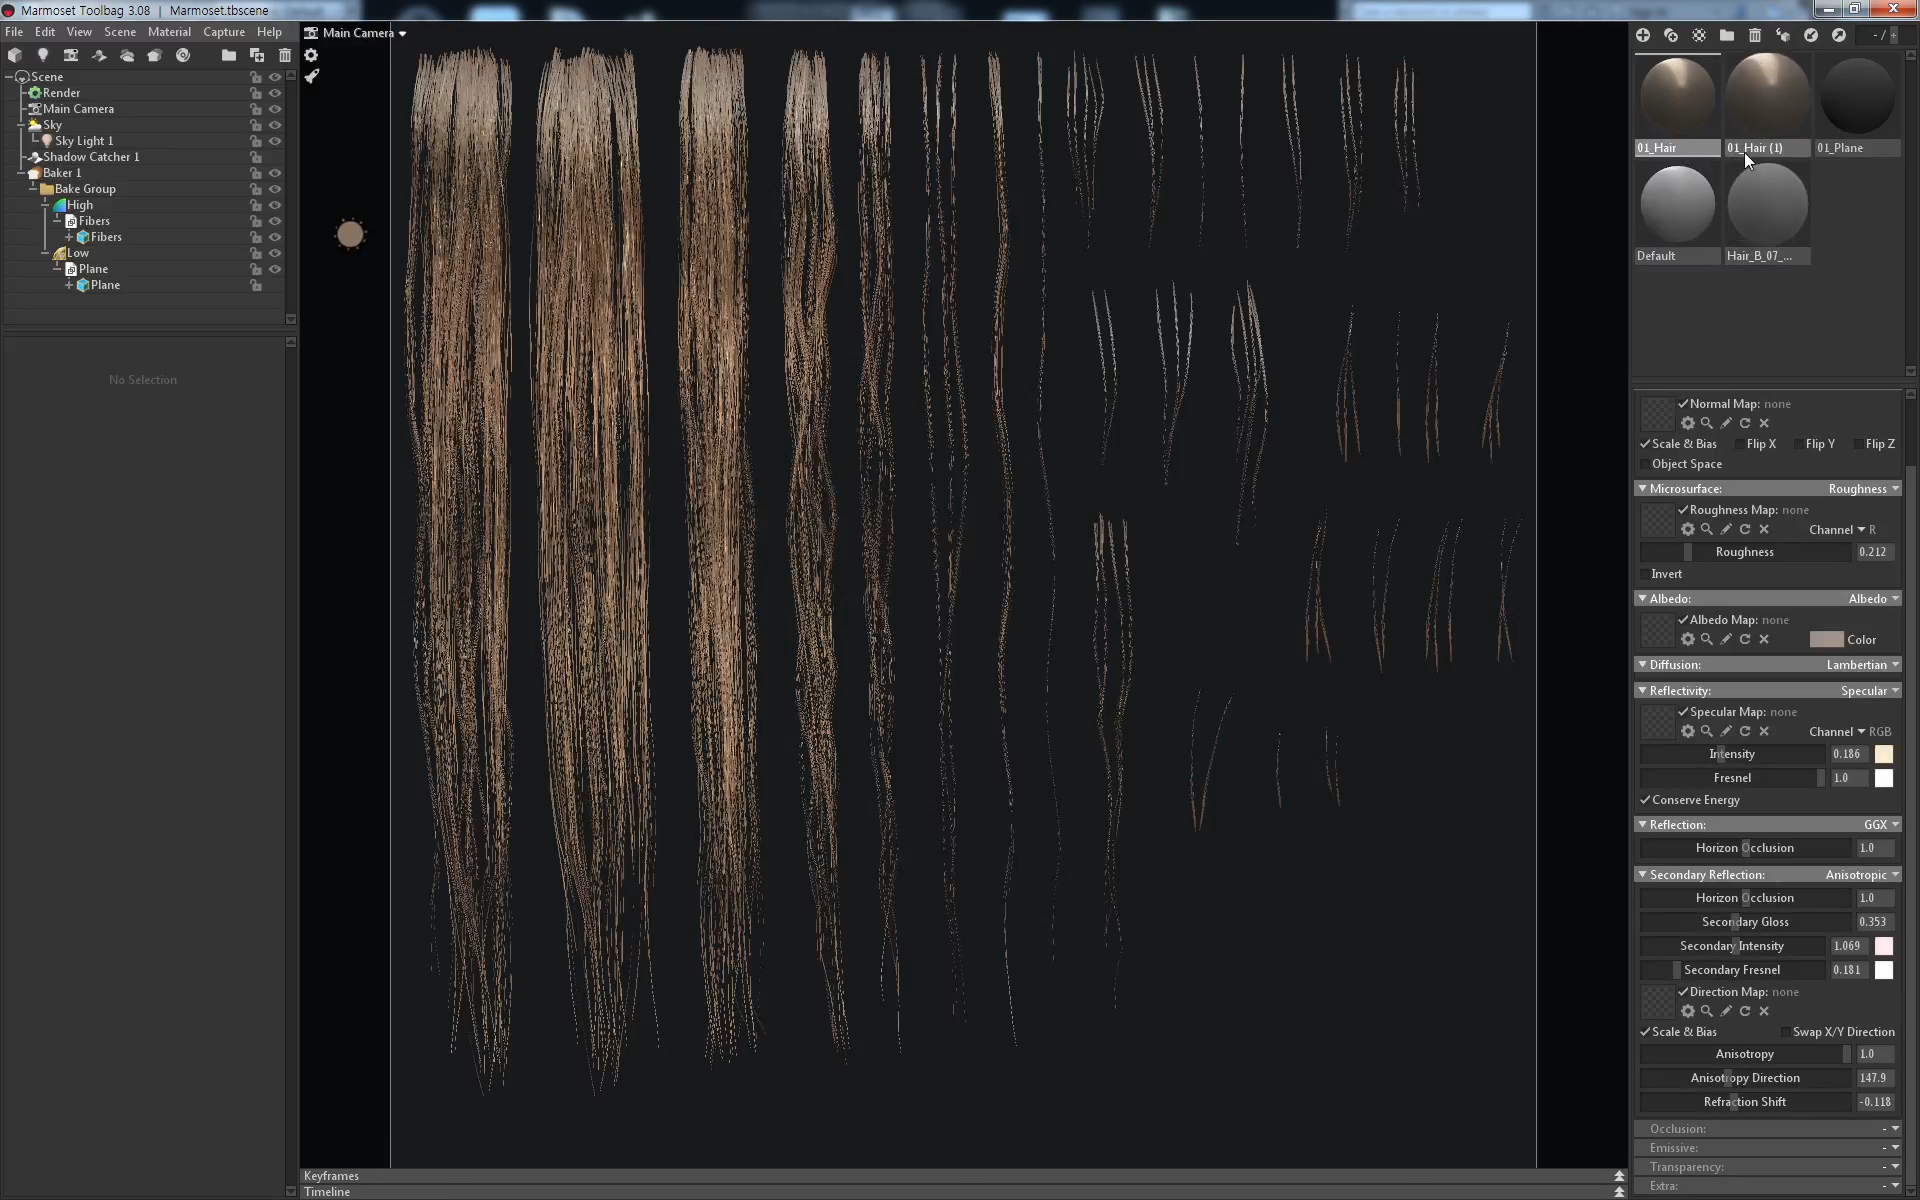 Marmoset Toolbag 3.08 | Marmoset.tbscene
File Edit View Scene Material Capture Help
Main Camera
- /
Scene
Render
Main Camera
Sky
Sky Light 1
Shadow Catcher 1
Baker 1
Bake Group
High
Fibers
Fibers
Low
Plane
Plane
No Selection
01_Hair 01_Hair (1) 01_Plane
Default Hair_B_07_...
Normal Map: none
Scale & Bias Flip X Flip Y Flip Z
Object Space
Microsurface: Roughness
Roughness Map: none
Channel R
Roughness 0.212
Invert
Albedo: Albedo
Albedo Map: none
Color
Diffusion: Lambertian
Reflectivity: Specular
Specular Map: none
Channel RGB
Intensity 0.186
Fresnel 1.0
Conserve Energy
Reflection: GGX
Horizon Occlusion 1.0
Secondary Reflection: Anisotropic
Horizon Occlusion 1.0
Secondary Gloss 0.353
Secondary Intensity 1.069
Secondary Fresnel 0.181
Direction Map: none
Scale & Bias Swap X/Y Direction
Anisotropy 1.0
Anisotropy Direction 147.9
Refraction Shift -0.118
Occlusion: -
Emissive: -
Transparency: -
Extra: -
Keyframes
Timeline